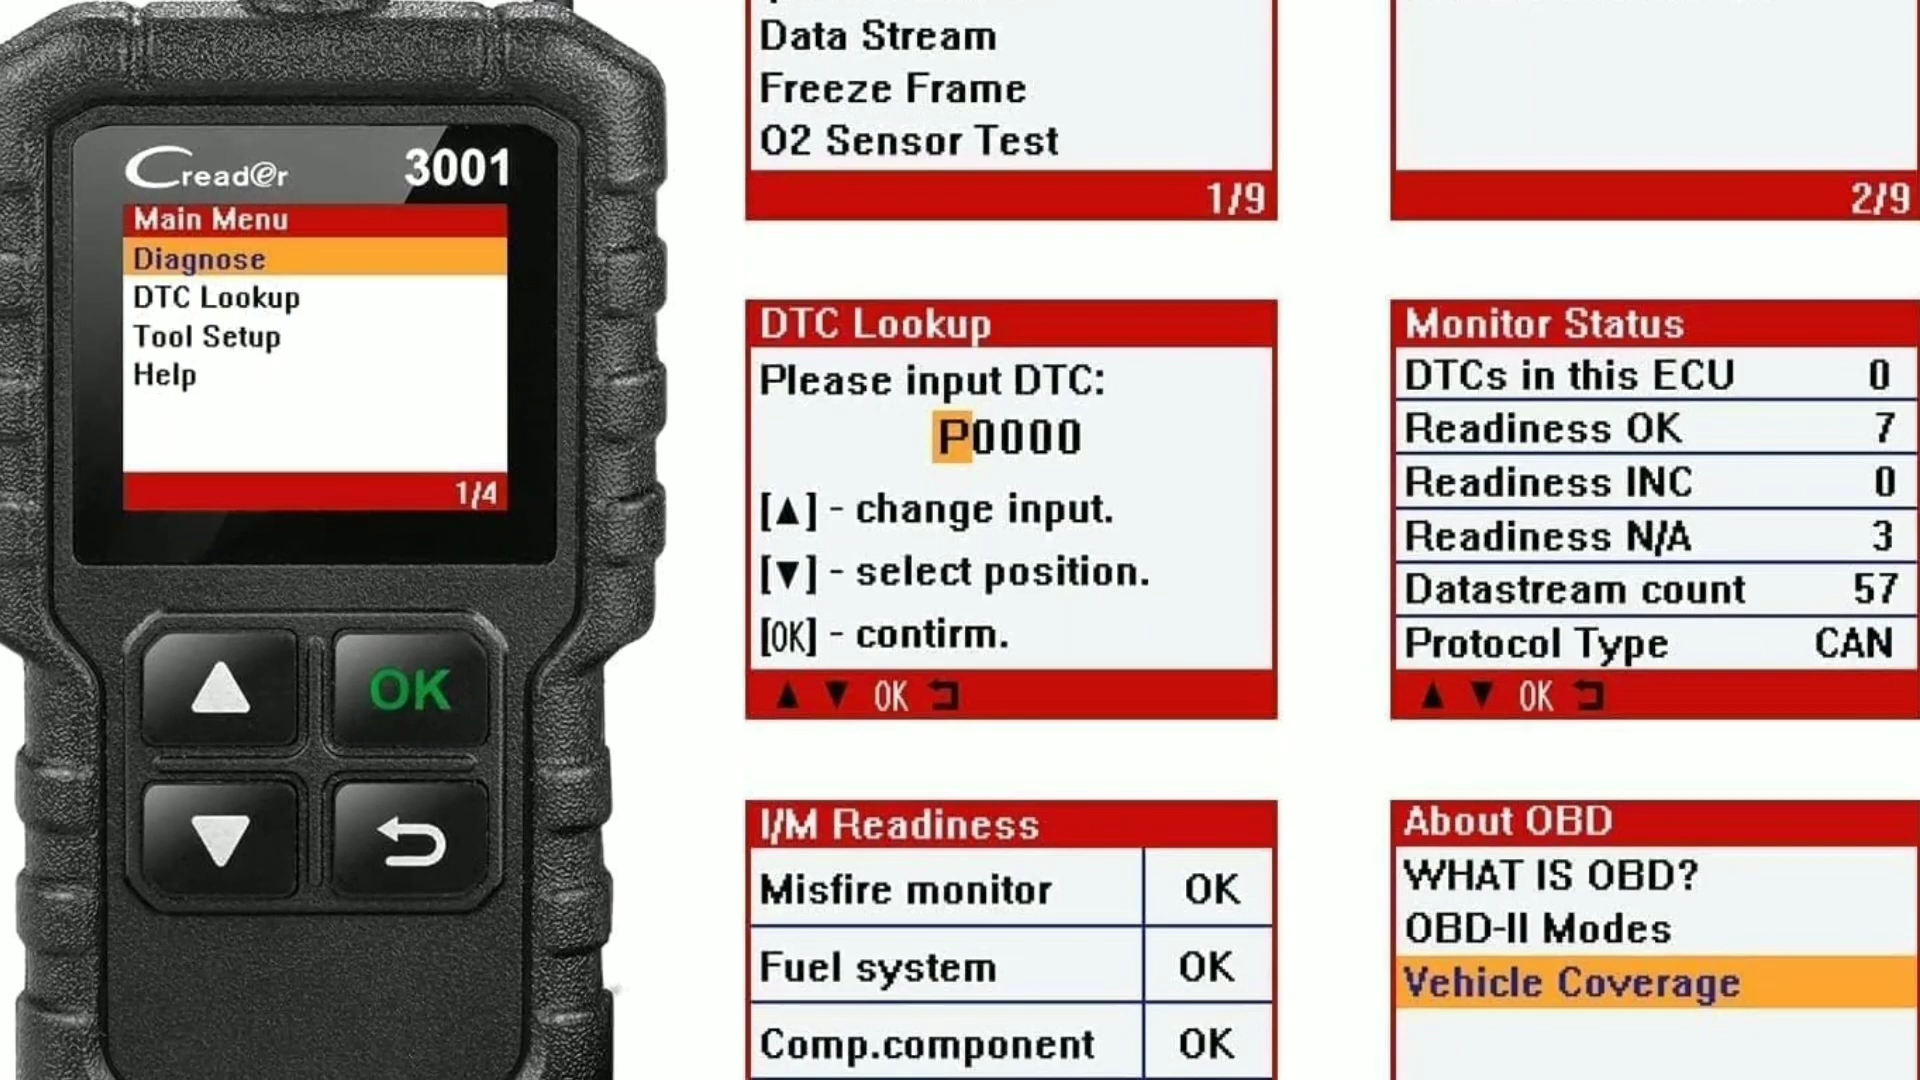 Creader 3001
Main Menu
Diagnose
DTC Lookup
Tool Setup
Help
1/4
OK
Data Stream
Freeze Frame
O2 Sensor Test
1/9
2/9
DTC Lookup
Please input DTC:
P0000
[▲] - change input.
[▼] - select position.
[OK] - contirm.
▲ ▼ OK
Monitor Status
DTCs in this ECU 0
Readiness OK 7
Readiness INC 0
Readiness N/A 3
Datastream count 57
Protocol Type CAN
▲ ▼ OK
I/M Readiness
Misfire monitor OK
Fuel system OK
Comp.component OK
About OBD
WHAT IS OBD?
OBD-II Modes
Vehicle Coverage